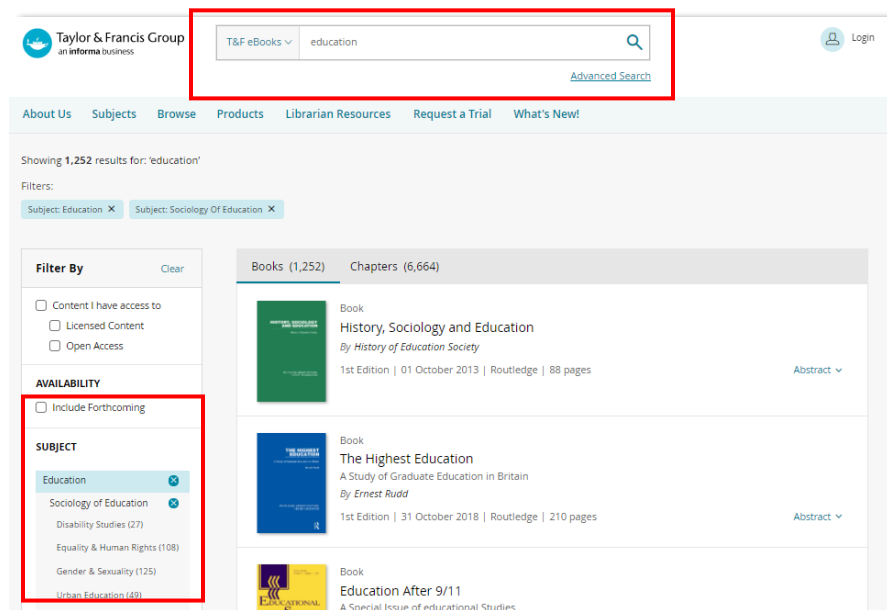 Taylor & Francis Group
an informa business
T&F eBooks
education
Login
Advanced Search
About Us Subjects Browse Products Librarian Resources Request a Trial What's New!
Showing 1,252 results for: 'education'
Filters:
Subject: Education ✕ Subject: Sociology Of Education ✕
Filter By Clear
Content I have access to
Licensed Content
Open Access
AVAILABILITY
Include Forthcoming
SUBJECT
Education
Sociology of Education
Disability Studies (27)
Equality & Human Rights (108)
Gender & Sexuality (125)
Urban Education (49)
Books (1,252) Chapters (6,664)
HISTORY, SOCIOLOGY
AND EDUCATION
Book
History, Sociology and Education
By History of Education Society
1st Edition | 01 October 2013 | Routledge | 88 pages
Abstract
THE HIGHEST
EDUCATION
Book
The Highest Education
A Study of Graduate Education in Britain
By Ernest Rudd
1st Edition | 31 October 2018 | Routledge | 210 pages
Abstract
EDUCATIONAL
Book
Education After 9/11
A Special Issue of educational Studies